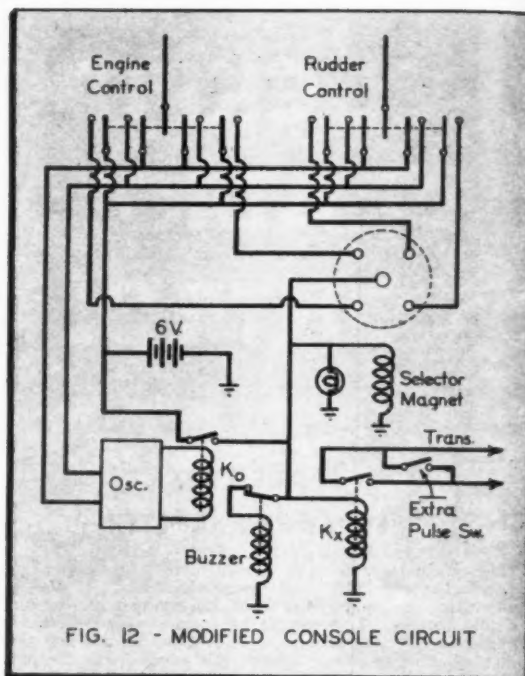 Engine
Control
Rudder
Control
6V.
Selector
Magnet
Trans.
Osc.
Ko
Kx
Extra
Pulse Sw.
Buzzer
FIG. 12 - MODIFIED CONSOLE CIRCUIT